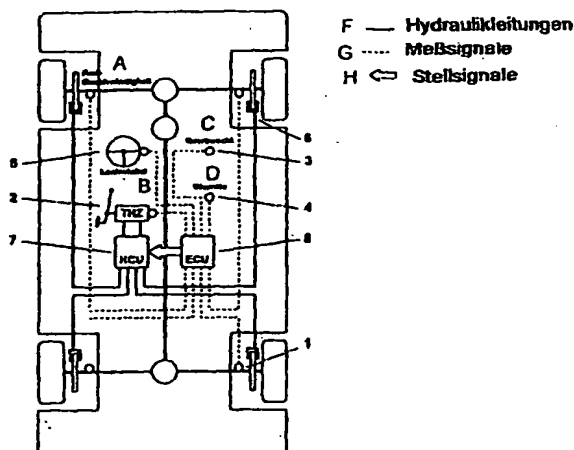 F Hydraulikleitungen
G Meßsignale
H Stellsignale
A
C
6
5
3
D
B
2
THZ
4
7
HCU
ECU
8
1